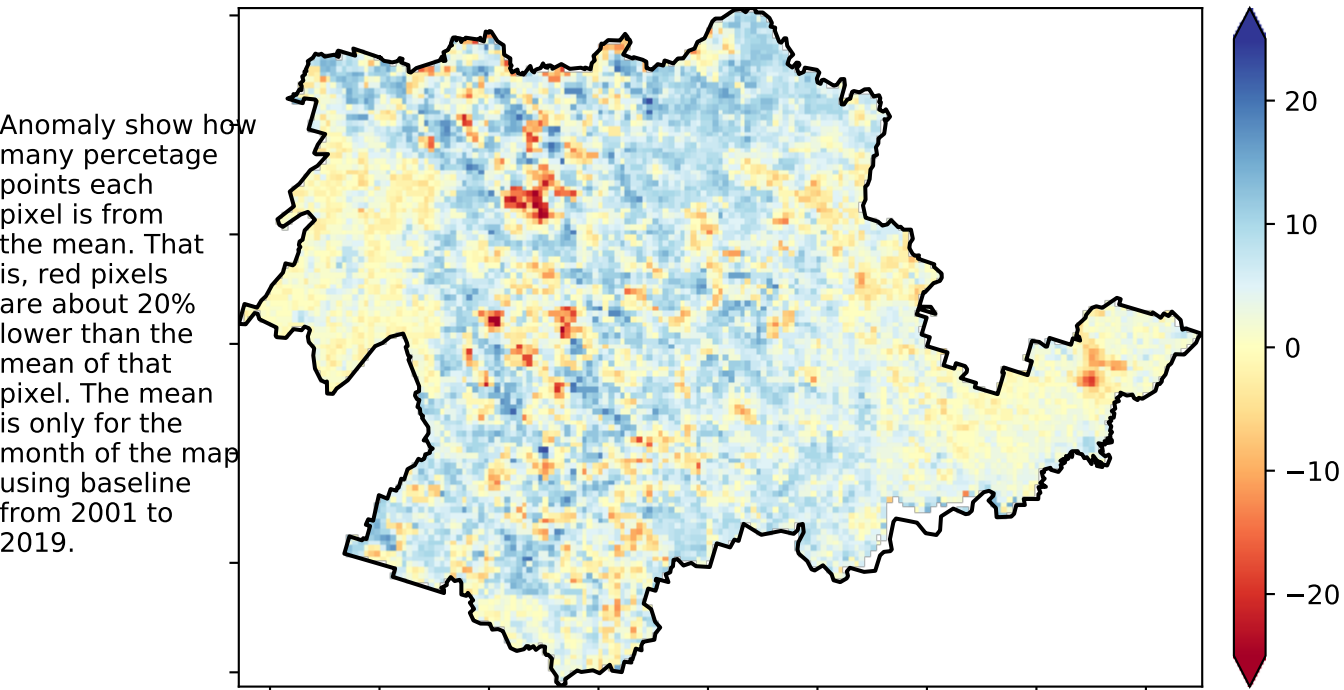 Anomaly show how
many percetage
points each
pixel is from
the mean. That
is, red pixels
are about 20%
lower than the
mean of that
pixel. The mean
is only for the
month of the map
using baseline
from 2001 to
2019.
20
10
0
−10
−20